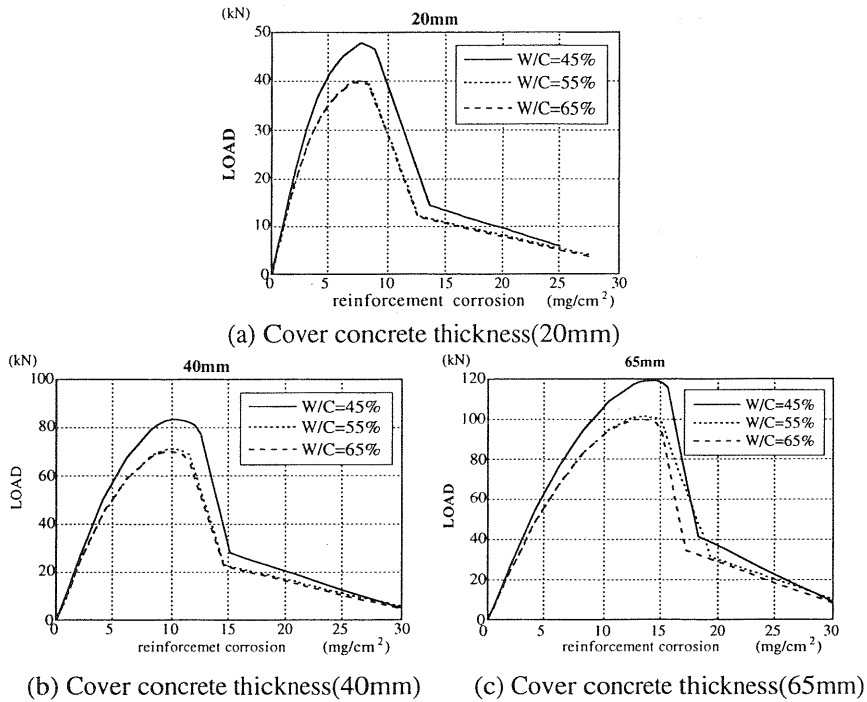 (kN)
20mm
50
40
30
20
10
0
LOAD
W/C=45%
W/C=55%
W/C=65%
0 5 10 15 20 25 30
reinforcement corrosion (mg/cm²)
(a) Cover concrete thickness(20mm)
(kN)
40mm
100
80
60
40
20
0
LOAD
W/C=45%
W/C=55%
W/C=65%
0 5 10 15 20 25 30
reinforcemet corrosion (mg/cm²)
(b) Cover concrete thickness(40mm)
(kN)
65mm
120
100
80
60
40
20
0
LOAD
W/C=45%
W/C=55%
W/C=65%
0 5 10 15 20 25 30
reinforcement corrosion (mg/cm²)
(c) Cover concrete thickness(65mm)